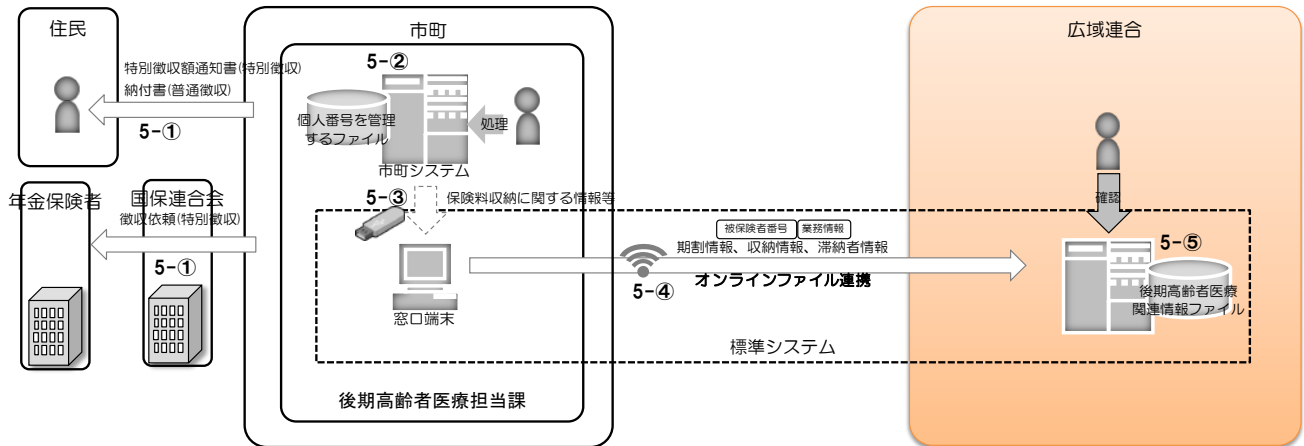 住民
市町
広域連合
特別徴収額通知書(特別徴収)
納付書(普通徴収)
5-①
5-②
個人番号を管理
するファイル
処理
市町システム
年金保険者
国保連合会
徴収依頼(特別徴収)
5-①
5-③
保険料収納に関する情報等
確認
被保険者番号 業務情報
期割情報、収納情報、滞納者情報
5-④
オンラインファイル連携
5-⑤
後期高齢者医療
関連情報ファイル
窓口端末
標準システム
後期高齢者医療担当課